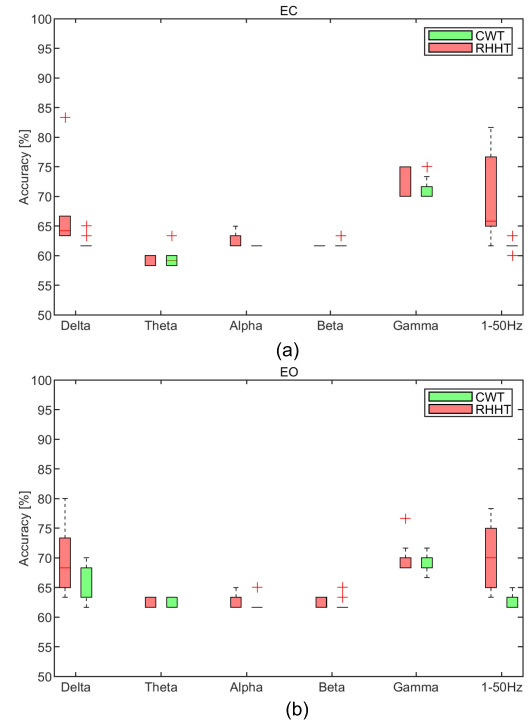 EC
100
95
90
85
80
75
70
65
60
55
50
Accuracy [%]
CWT
RHHT
Delta Theta Alpha Beta Gamma 1-50Hz
(a)
EO
100
95
90
85
80
75
70
65
60
55
50
Accuracy [%]
CWT
RHHT
Delta Theta Alpha Beta Gamma 1-50Hz
(b)